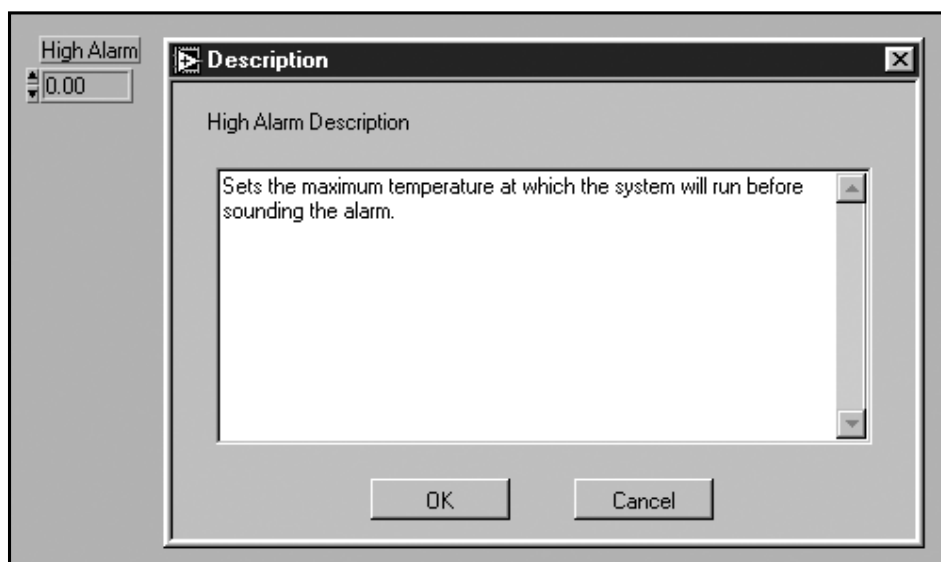 High Alarm
0.00
Description
High Alarm Description
Sets the maximum temperature at which the system will run before
sounding the alarm.
OK
Cancel